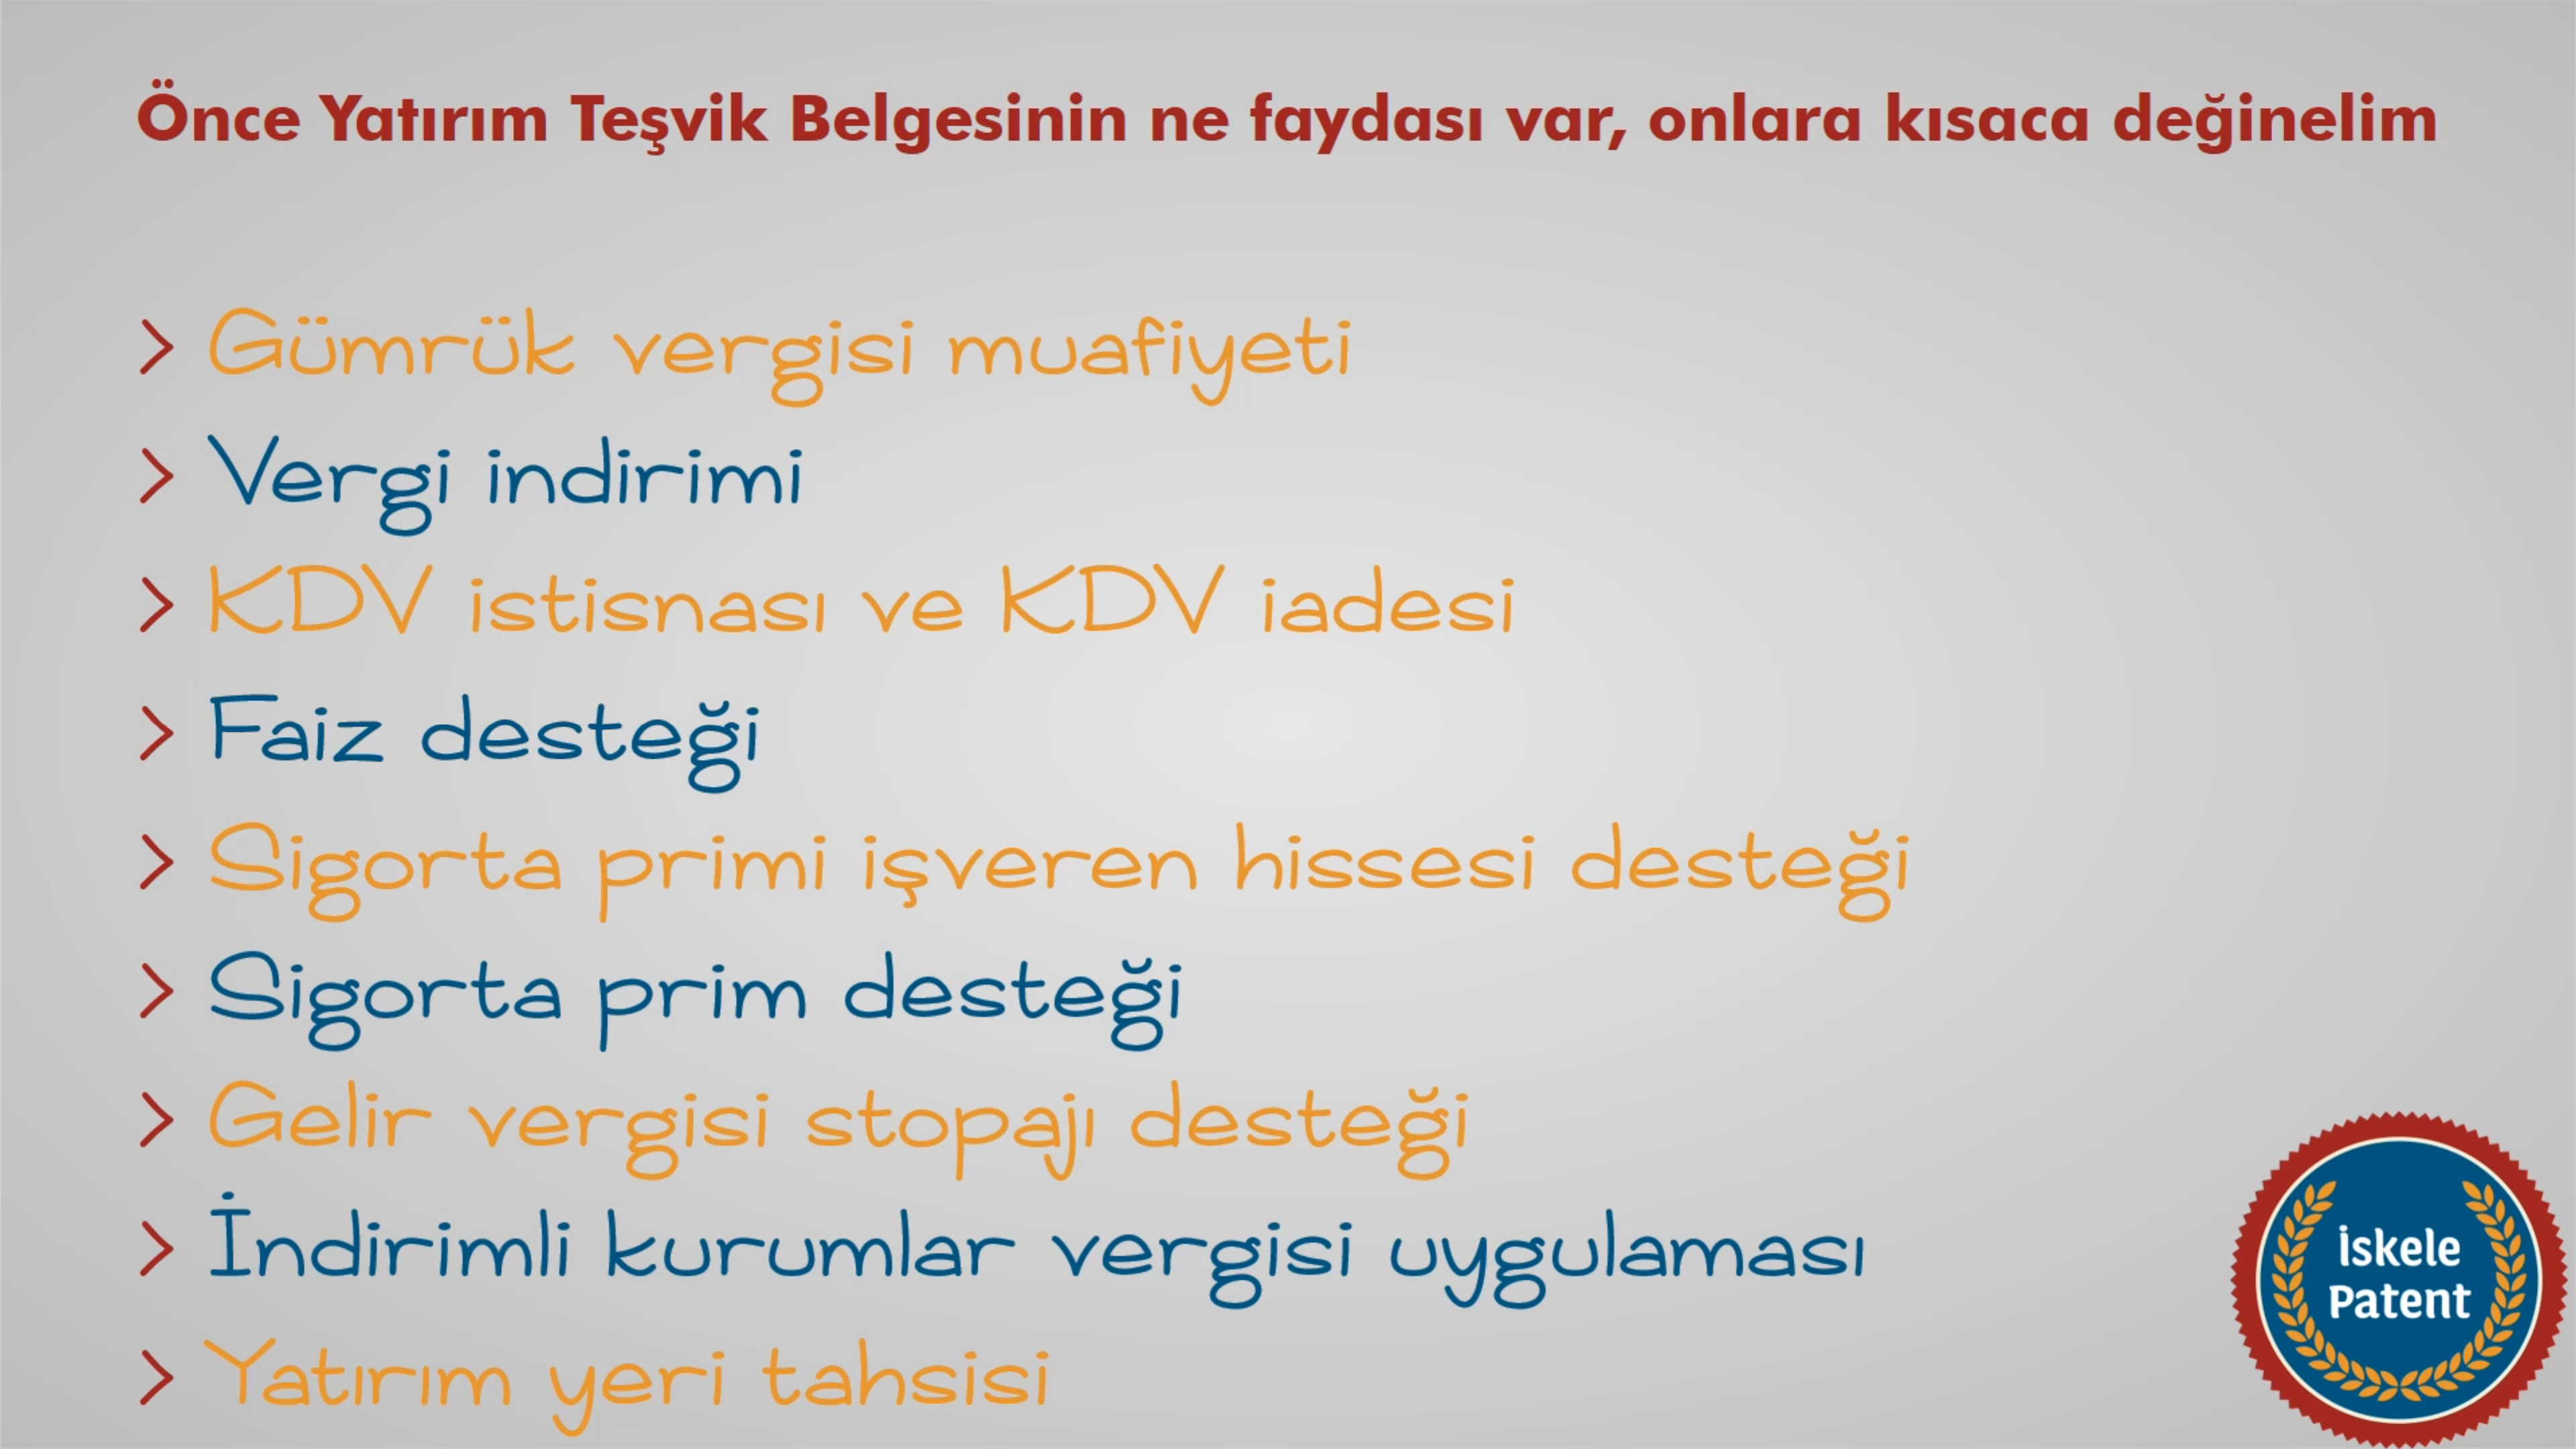 Önce Yatırım Teşvik Belgesinin ne faydası var, onlara kısaca değinelim
> Gümrük vergisi muafiyeti
> Vergi indirimi
> KDV istisnası ve KDV iadesi
> Faiz desteği
> Sigorta primi işveren hissesi desteği
> Sigorta prim desteği
> Gelir vergisi stopajı desteği
> İndirimli kurumlar vergisi uygulaması
> Yatırım yeri tahsisi
İskele
Patent